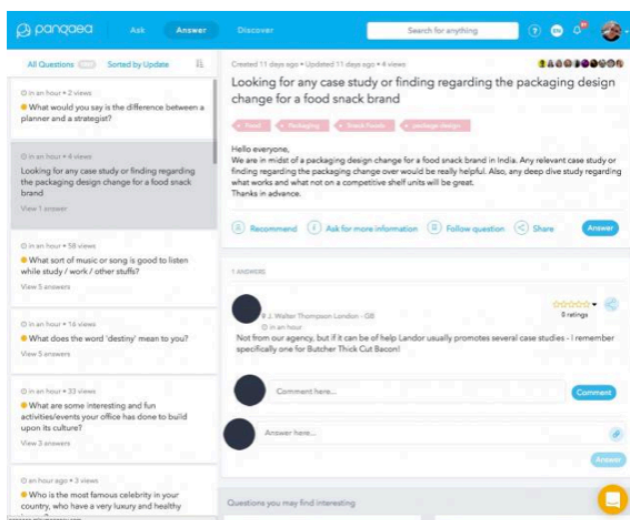 pangaea
Ask
Answer
Discover
Search for anything
EN
All Questions
Sorted by Update
in an hour • 2 views
What would you say is the difference between a
planner and a strategist?
in an hour • 4 views
Looking for any case study or finding regarding
the packaging design change for a food snack
brand
View 1 answer
in an hour • 58 views
What sort of music or song is good to listen
while study / work / other stuffs?
View 5 answers
in an hour • 16 views
What does the word 'destiny' mean to you?
View 5 answers
in an hour • 33 views
What are some interesting and fun
activities/events your office has done to build
upon its culture?
View 3 answers
an hour ago • 3 views
Who is the most famous celebrity in your
country, who have a very luxury and healthy
Created 11 days ago • Updated 11 days ago • 4 views
Looking for any case study or finding regarding the packaging design
change for a food snack brand
Food
Packaging
Snack Foods
package design
Hello everyone,
We are in midst of a packaging design change for a food snack brand in India. Any relevant case study or
finding regarding the packaging change over would be really helpful. Also, any deep dive study regarding
what works and what not on a competitive shelf units will be great.
Thanks in advance.
Recommend
Ask for more information
Follow question
Share
Answer
1 ANSWERS
J. Walter Thompson London - GB
in an hour
0 ratings
Not from our agency, but if it can be of help Landor usually promotes several case studies - I remember
specifically one for Butcher Thick Cut Bacon!
Comment here...
Comment
Answer here...
Answer
Questions you may find interesting